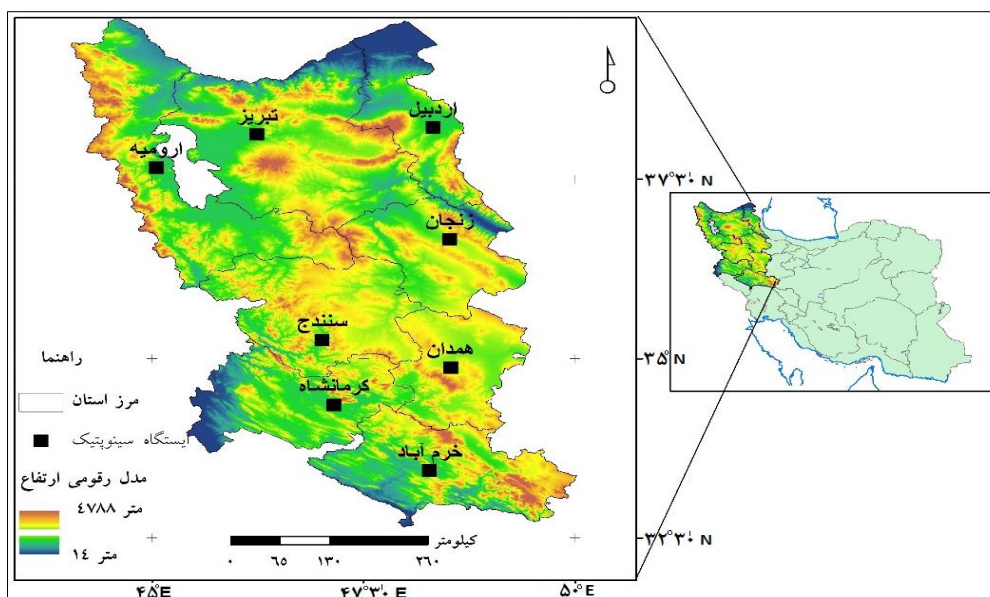 اردبیل
تبریز
ارومیه
زنجان
سنندج
همدان
کرمانشاه
خرم آباد
راهنما
مرز استان
ایستگاه سینوپتیک
مدل رقومی ارتفاع
۴۷۸۸ متر
۱۴ متر
کیلومتر
۰ ۶۵ ۱۳۰ ۲۶۰
۴۵°E ۴۷°۳۰'E ۵۰°E
۳۷°۳۰' N
۳۵°N
۳۲°۳۰' N